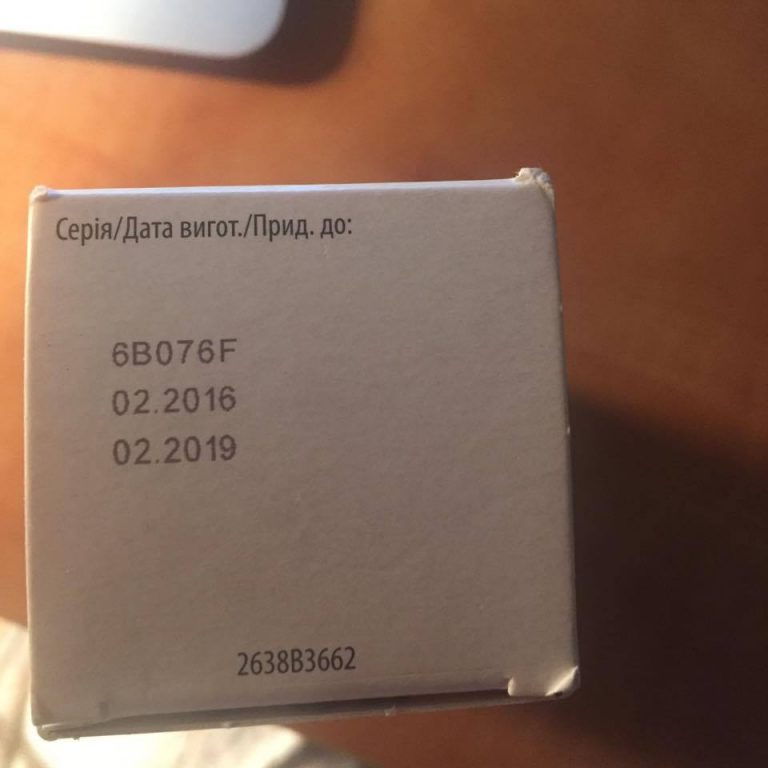 Серія/Дата вигот./Прид. до:
6B076F
02.2016
02.2019
2638B3662